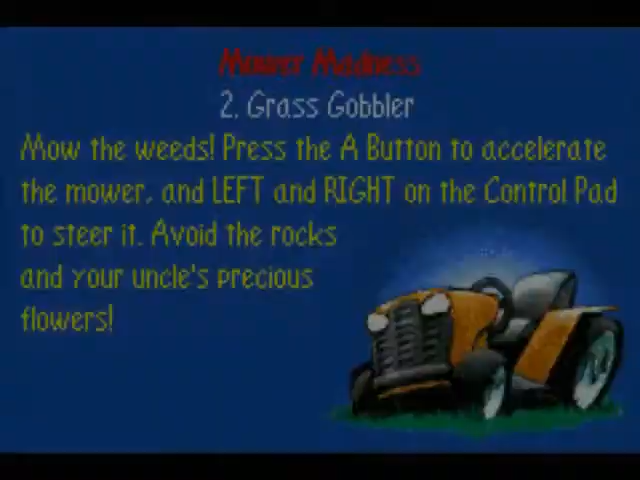 Mower Madness
2. Grass Gobbler
Mow the weeds! Press the A Button to accelerate
the mower, and LEFT and RIGHT on the Control Pad
to steer it. Avoid the rocks
and your uncle's precious
flowers!